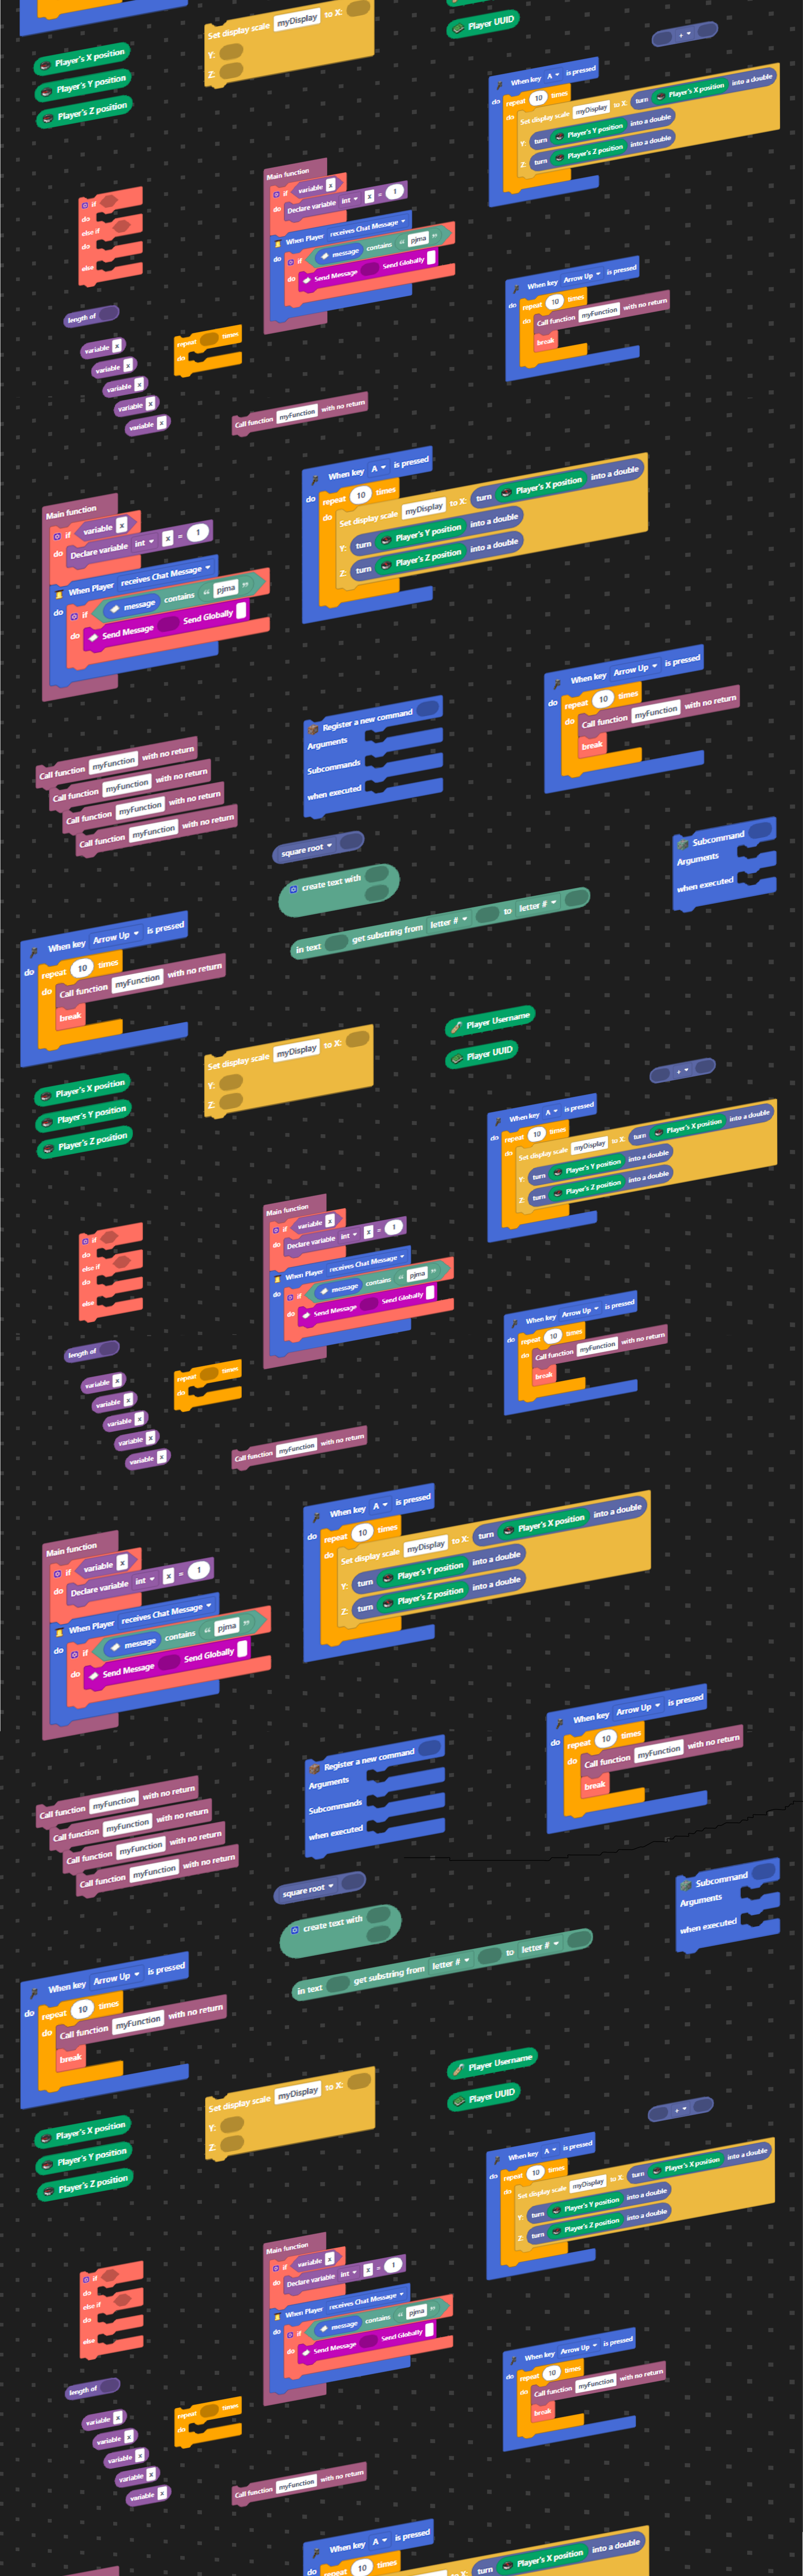 Set display scale myDisplay to X:
Y:
Z:
Player UUID
Player's X position
Player's Y position
Player's Z position
+
When key A is pressed
do repeat 10 times
do Set display scale myDisplay to X: turn Player's X position into a double
Y: turn Player's Y position into a double
Z: turn Player's Z position into a double
Main function
if variable x
do Declare variable int x = 1
When Player receives Chat Message
do if message contains “ pjma ”
do Send Message Send Globally
if
do
else if
do
else
When key Arrow Up is pressed
do repeat 10 times
do Call function myFunction with no return
break
length of
repeat times
do
variable x
variable x
variable x
variable x
variable x
Call function myFunction with no return
When key A is pressed
do repeat 10 times
do Set display scale myDisplay to X: turn Player's X position into a double
Y: turn Player's Y position into a double
Z: turn Player's Z position into a double
Main function
if variable x
do Declare variable int x = 1
When Player receives Chat Message
do if message contains “ pjma ”
do Send Message Send Globally
When key Arrow Up is pressed
do repeat 10 times
do Call function myFunction with no return
break
Register a new command
Arguments
Subcommands
when executed
Call function myFunction with no return
Call function myFunction with no return
Call function myFunction with no return
Call function myFunction with no return
square root
create text with
in text get substring from letter # to letter #
Subcommand
Arguments
when executed
When key Arrow Up is pressed
do repeat 10 times
do Call function myFunction with no return
break
Player Username
Player UUID
Set display scale myDisplay to X:
Y:
Z:
Player's X position
Player's Y position
Player's Z position
+
When key A is pressed
do repeat 10 times
do Set display scale myDisplay to X: turn Player's X position into a double
Y: turn Player's Y position into a double
Z: turn Player's Z position into a double
Main function
if variable x
do Declare variable int x = 1
When Player receives Chat Message
do if message contains “ pjma ”
do Send Message Send Globally
if
do
else if
do
else
When key Arrow Up is pressed
do repeat 10 times
do Call function myFunction with no return
break
length of
repeat times
do
variable x
variable x
variable x
variable x
variable x
Call function myFunction with no return
When key A is pressed
do repeat 10 times
do Set display scale myDisplay to X: turn Player's X position into a double
Y: turn Player's Y position into a double
Z: turn Player's Z position into a double
Main function
if variable x
do Declare variable int x = 1
When Player receives Chat Message
do if message contains “ pjma ”
do Send Message Send Globally
When key Arrow Up is pressed
do repeat 10 times
do Call function myFunction with no return
break
Register a new command
Arguments
Subcommands
when executed
Call function myFunction with no return
Call function myFunction with no return
Call function myFunction with no return
Call function myFunction with no return
square root
create text with
in text get substring from letter # to letter #
Subcommand
Arguments
when executed
When key Arrow Up is pressed
do repeat 10 times
do Call function myFunction with no return
break
Player Username
Player UUID
Set display scale myDisplay to X:
Y:
Z:
Player's X position
Player's Y position
Player's Z position
+
When key A is pressed
do repeat 10 times
do Set display scale myDisplay to X: turn Player's X position into a double
Y: turn Player's Y position into a double
Z: turn Player's Z position into a double
Main function
if variable x
do Declare variable int x = 1
When Player receives Chat Message
do if message contains “ pjma ”
do Send Message Send Globally
if
do
else if
do
else
When key Arrow Up is pressed
do repeat 10 times
do Call function myFunction with no return
break
length of
repeat times
do
variable x
variable x
variable x
variable x
variable x
Call function myFunction with no return
When key A is pressed
do repeat 10 times
to X: turn Player's X position into a double